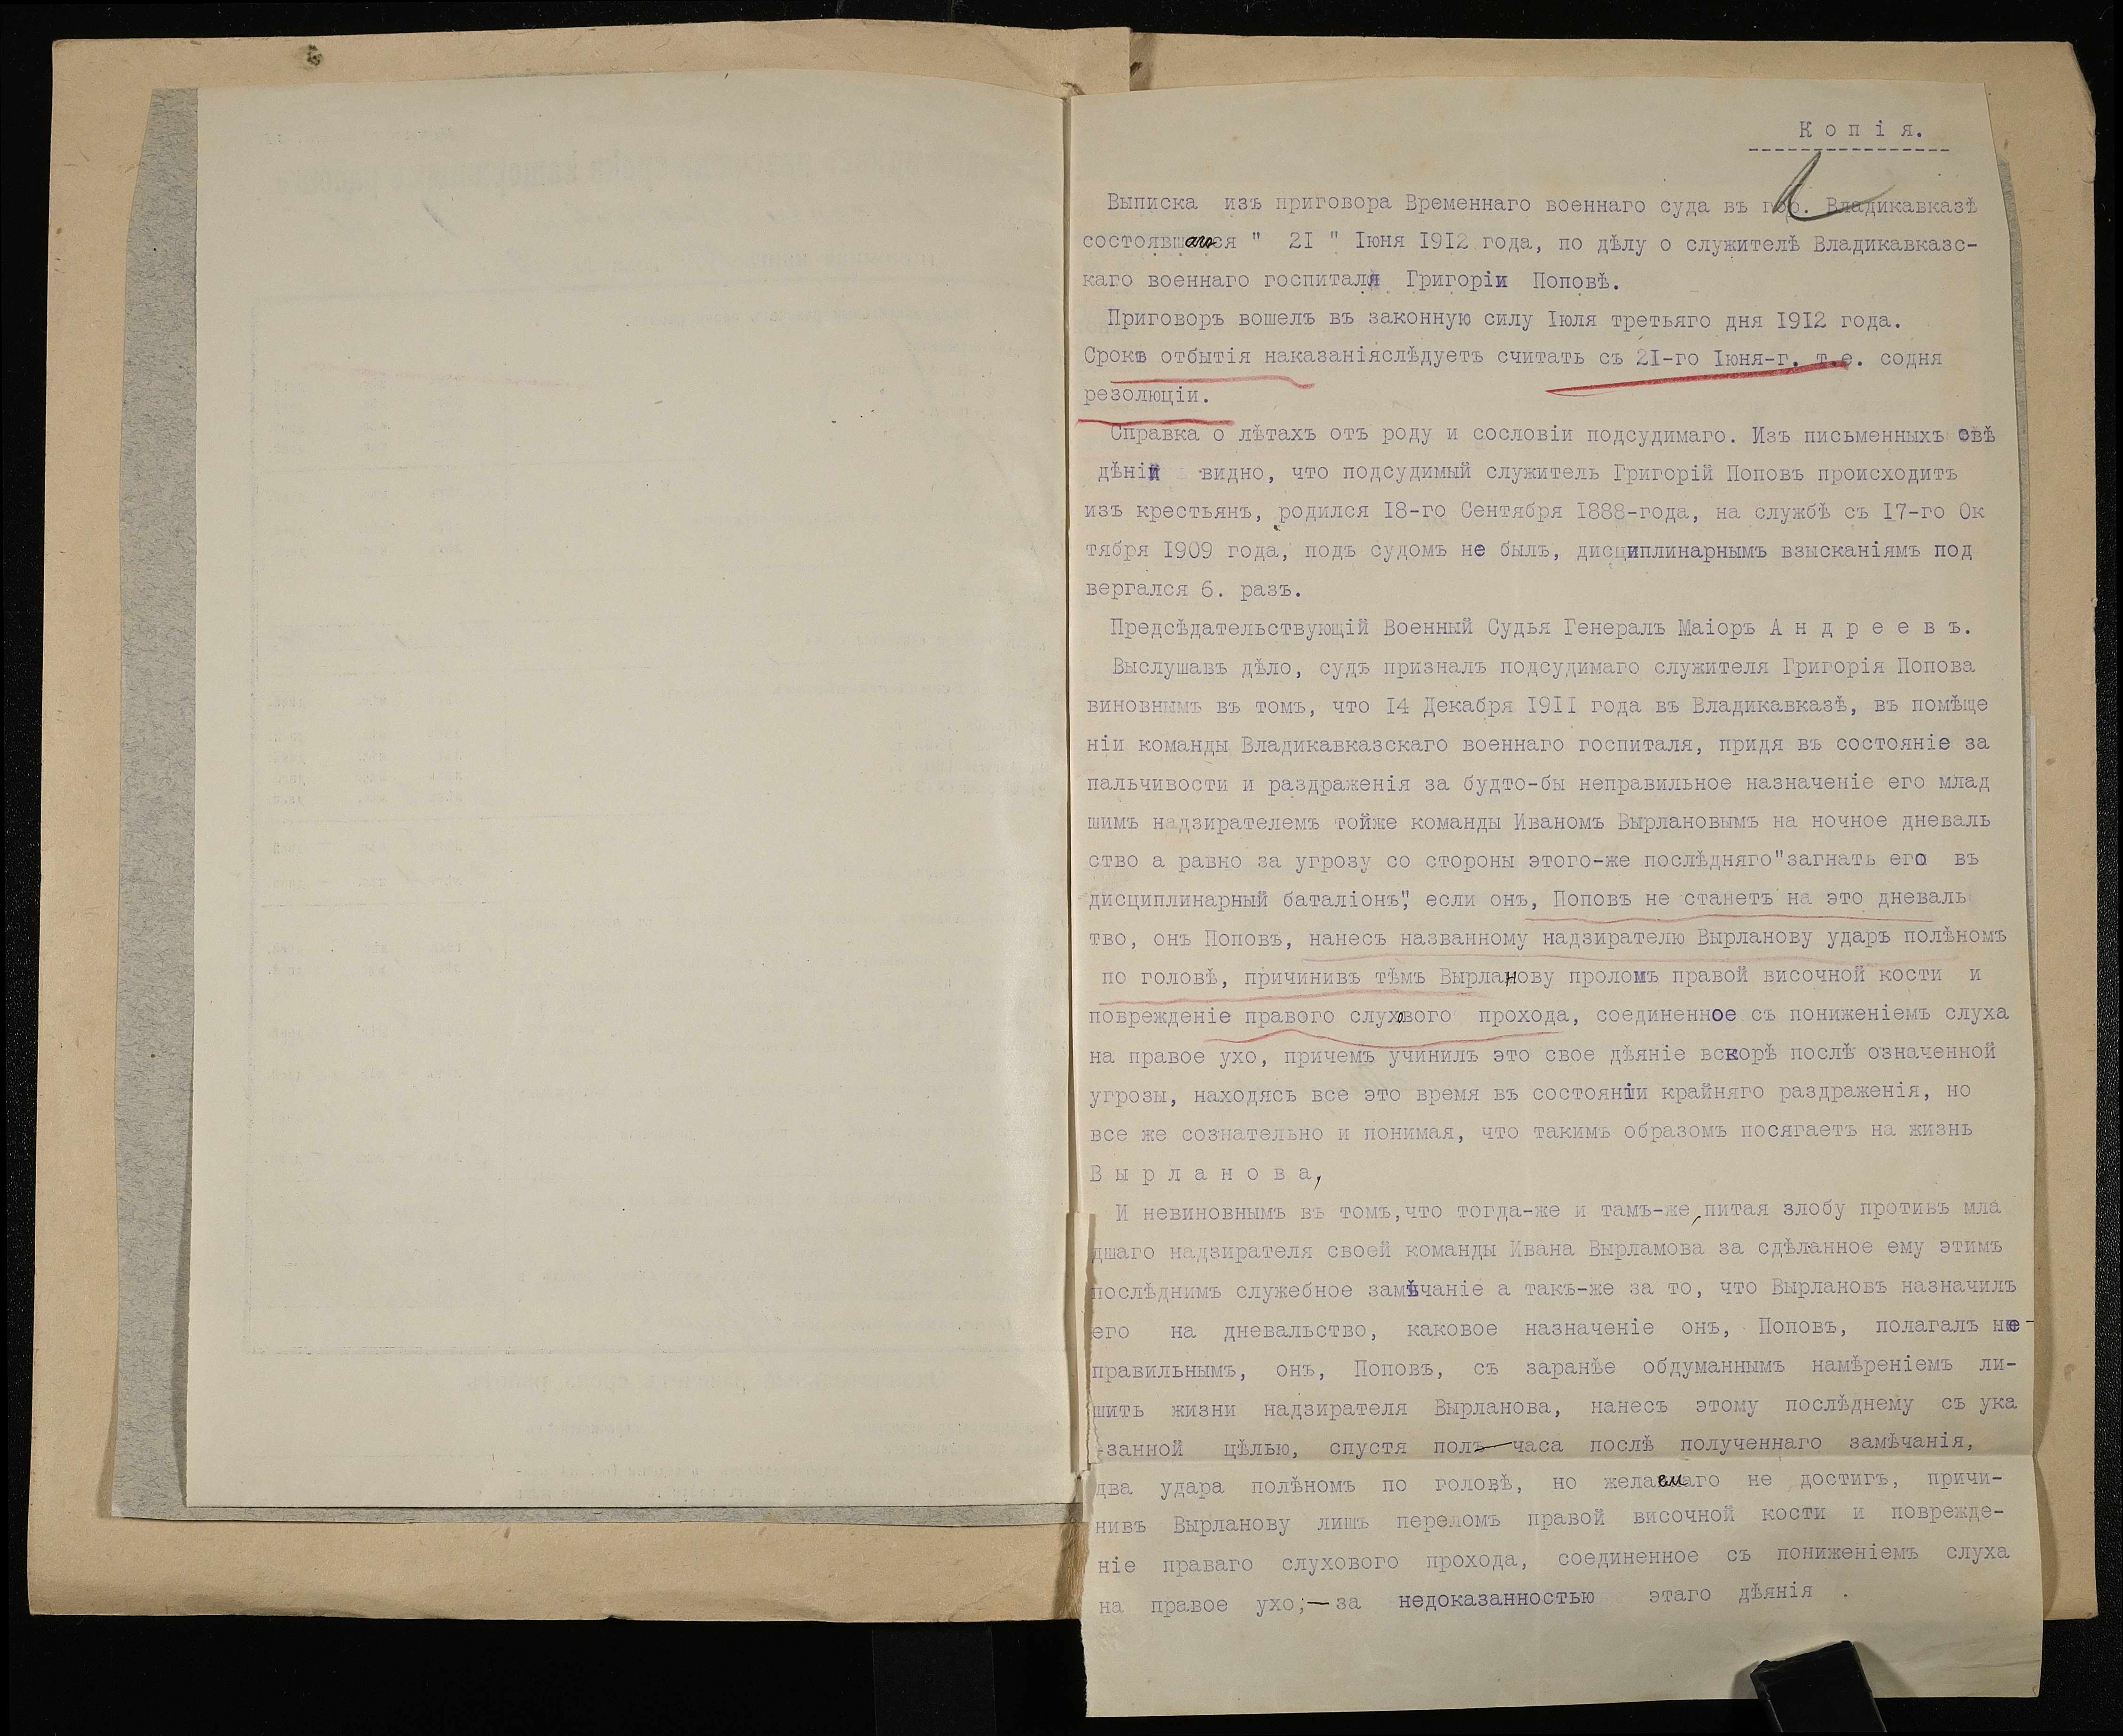 Копія.
Выписка изъ приговора Временнаго военнаго суда въ гор. Владикавказѣ
состоявшагося " 21 " Іюня 1912 года, по дѣлу о служителѣ Владикавказс-
каго военнаго госпиталя Григоріи Поповѣ.
Приговоръ вошелъ въ законную силу Іюля третьяго дня 1912 года.
Срокъ отбытія наказаніяслѣдуетъ считать съ 21-го Іюня-г. т.е. содня
резолюціи.
Справка о лѣтахъ отъ роду и сословіи подсудимаго. Изъ письменныхъ свѣ
дѣній видно, что подсудимый служитель Григорій Поповъ происходитъ
изъ крестьянъ, родился 18-го Сентября 1888-года, на службѣ съ 17-го Ок
тября 1909 года, подъ судомъ не былъ, дисциплинарнымъ взысканіямъ под
вергался 6. разъ.
Предсѣдательствующій Военный Судья Генералъ Маіоръ Андреевъ.
Выслушавъ дѣло, судъ призналъ подсудимаго служителя Григорія Попова
виновнымъ въ томъ, что 14 Декабря 1911 года въ Владикавказѣ, въ помѣще
ніи команды Владикавказскаго военнаго госпиталя, придя въ состояніе за
пальчивости и раздраженія за будто-бы неправильное назначеніе его млад
шимъ надзирателемъ тойже команды Иваномъ Вырлановымъ на ночное дневаль
ство а равно за угрозу со стороны этого-же послѣдняго"загнать его въ
дисциплинарный баталіонъ", если онъ, Поповъ не станетъ на это дневаль
тво, онъ Поповъ, нанесъ названному надзирателю Вырланову ударъ полѣномъ
по головѣ, причинивъ тѣмъ Вырланову проломъ правой височной кости и
поврежденіе правого слухового прохода, соединенное съ пониженіемъ слуха
на правое ухо, причемъ учинилъ это свое дѣяніе вскорѣ послѣ означенной
угрозы, находясь все это время въ состояніи крайняго раздраженія, но
все же сознательно и понимая, что такимъ образомъ посягаетъ на жизнь
Вырланова,
И невиновнымъ въ томъ,что тогда-же и тамъ-же,питая злобу противъ мла
дшаго надзирателя своей команды Ивана Вырламова за сдѣланное ему этимъ
послѣднимъ служебное замѣчаніе а такъ-же за то, что Вырлановъ назначилъ
его на дневальство, каковое назначеніе онъ, Поповъ, полагалъ не-
правильнымъ, онъ, Поповъ, съ заранѣе обдуманнымъ намѣреніемъ ли-
шить жизни надзирателя Вырланова, нанесъ этому послѣднему съ ука
-занной цѣлью, спустя полъ-часа послѣ полученнаго замѣчанія,
два удара полѣномъ по головѣ, но желаемаго не достигъ, причи-
нивъ Вырланову лишь переломъ правой височной кости и поврежде-
ніе праваго слухового прохода, соединенное съ пониженіемъ слуха
на правое ухо;—за недоказанностью этаго дѣянія .